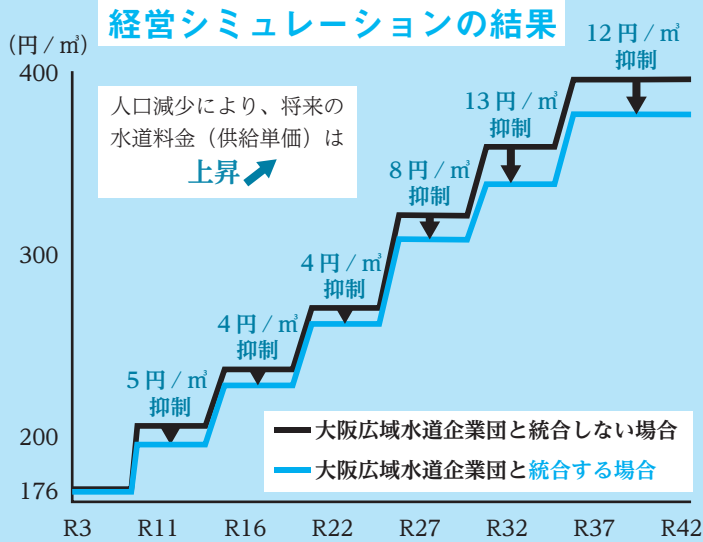 経営シミュレーションの結果
(円 / ㎥)
400
300
200
176
人口減少により、将来の
水道料金（供給単価）は
上昇
5 円 / ㎥
抑制
4 円 / ㎥
抑制
4 円 / ㎥
抑制
8 円 / ㎥
抑制
13 円 / ㎥
抑制
12 円 / ㎥
抑制
大阪広域水道企業団と統合しない場合
大阪広域水道企業団と統合する場合
R3 R11 R16 R22 R27 R32 R37 R42